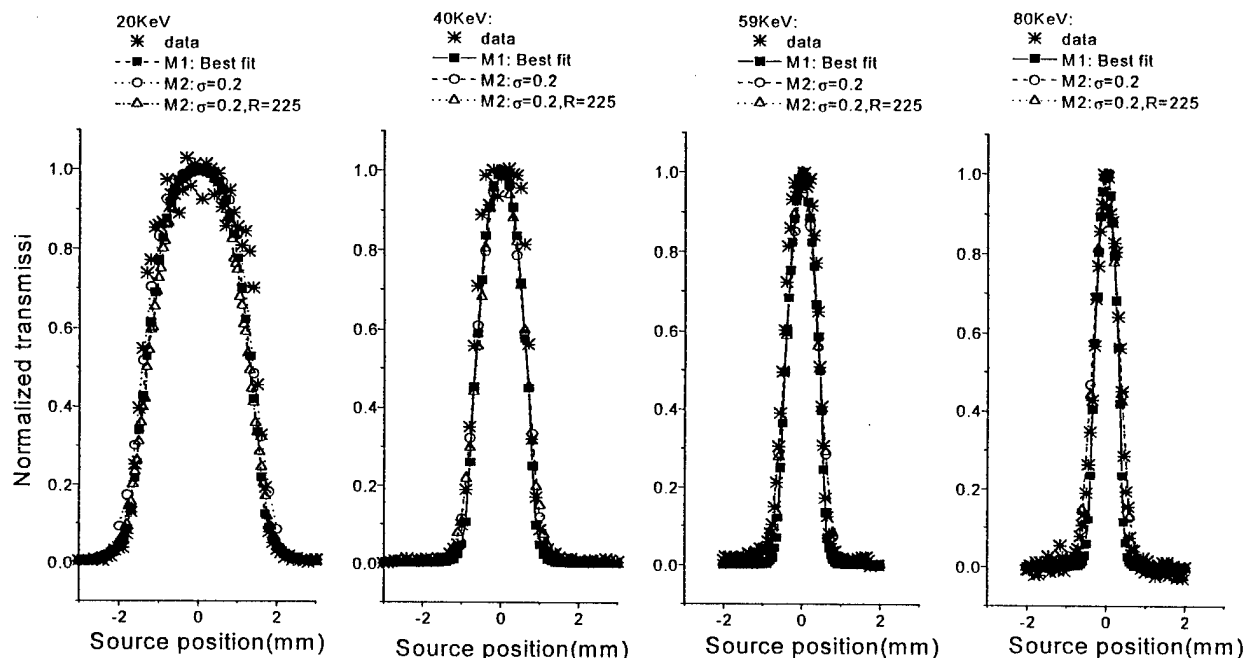 20KeV:
data
M1: Best fit
M2:σ=0.2
M2:σ=0.2,R=225
40KeV:
data
M1: Best fit
M2:σ=0.2
M2:σ=0.2,R=225
59KeV:
data
M1: Best fit
M2:σ=0.2
M2:σ=0.2,R=225
80KeV:
data
M1: Best fit
M2:σ=0.2
M2:σ=0.2,R=225
Normalized transmissi
1.0
0.8
0.6
0.4
0.2
0.0
-2 0 2
Source position(mm)
1.0
0.8
0.6
0.4
0.2
0.0
-2 0 2
Source position(mm)
1.0
0.8
0.6
0.4
0.2
0.0
-2 0 2
Source position(mm)
1.0
0.8
0.6
0.4
0.2
0.0
-2 0 2
Source position(mm)